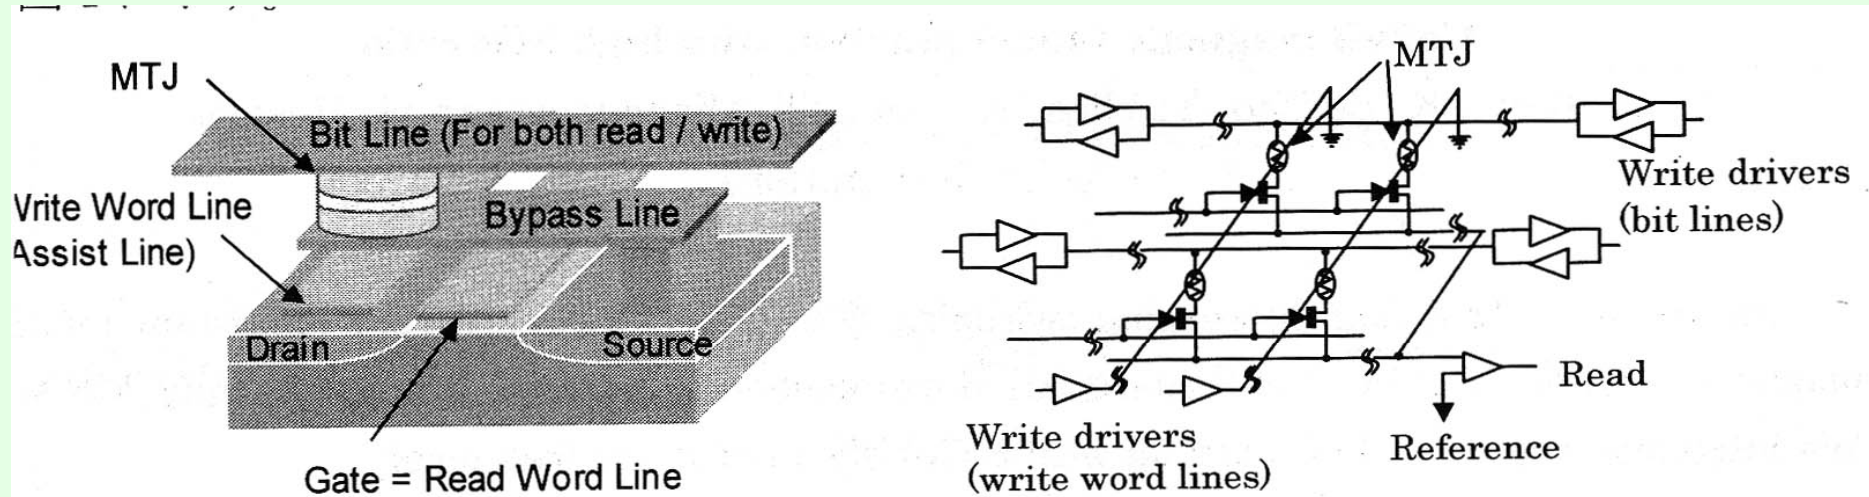 MTJ
Bit Line (For both read / write)
Write Word Line
Assist Line)
Bypass Line
Drain
Source
Gate = Read Word Line
MTJ
Write drivers
(bit lines)
Read
Reference
Write drivers
(write word lines)